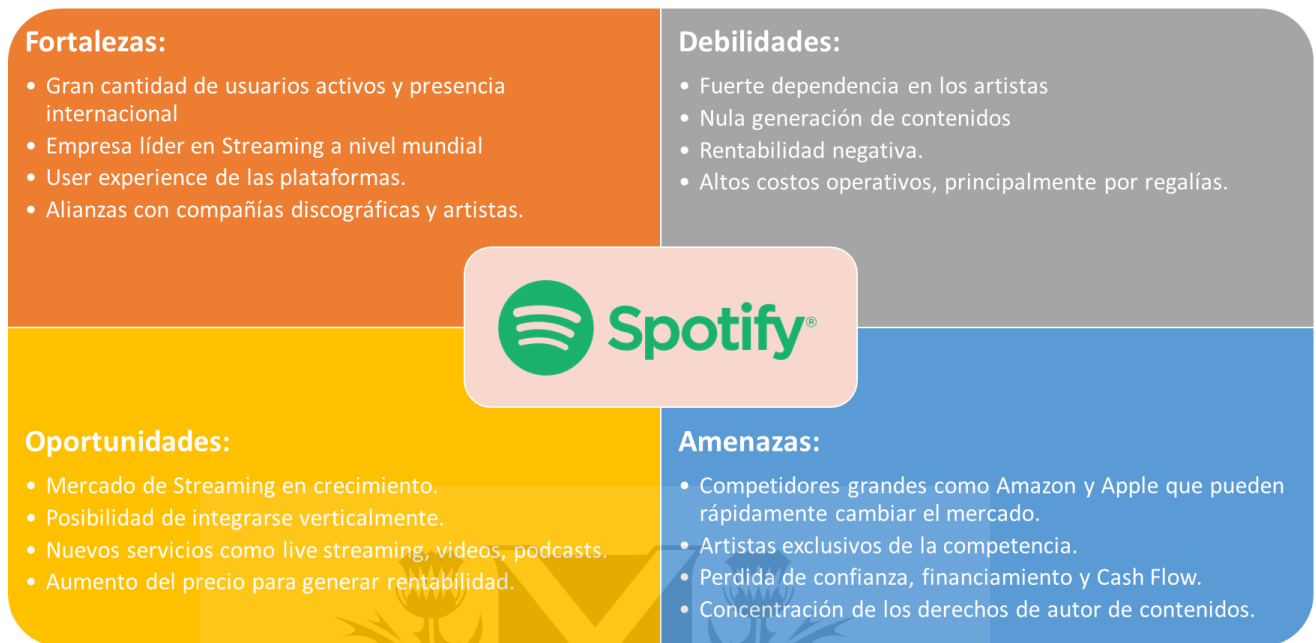 Fortalezas:
• Gran cantidad de usuarios activos y presencia
internacional
• Empresa líder en Streaming a nivel mundial
• User experience de las plataformas.
• Alianzas con compañías discográficas y artistas.
Debilidades:
• Fuerte dependencia en los artistas
• Nula generación de contenidos
• Rentabilidad negativa.
• Altos costos operativos, principalmente por regalías.
Spotify®
Oportunidades:
• Mercado de Streaming en crecimiento.
• Posibilidad de integrarse verticalmente.
• Nuevos servicios como live streaming, videos, podcasts.
• Aumento del precio para generar rentabilidad.
Amenazas:
• Competidores grandes como Amazon y Apple que pueden
rápidamente cambiar el mercado.
• Artistas exclusivos de la competencia.
• Perdida de confianza, financiamiento y Cash Flow.
• Concentración de los derechos de autor de contenidos.